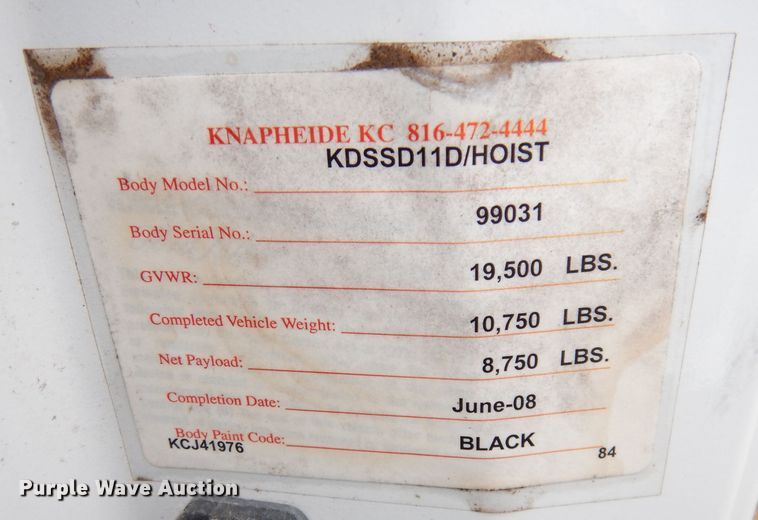 KNAPHEIDE KC 816-472-4444
KDSSD11D/HOIST
Body Model No.:
99031
Body Serial No.:
GVWR: 19,500 LBS.
Completed Vehicle Weight: 10,750 LBS.
Net Payload: 8,750 LBS.
Completion Date: June-08
Body Paint Code: BLACK
KCJ41976 84
Purple Wave Auction